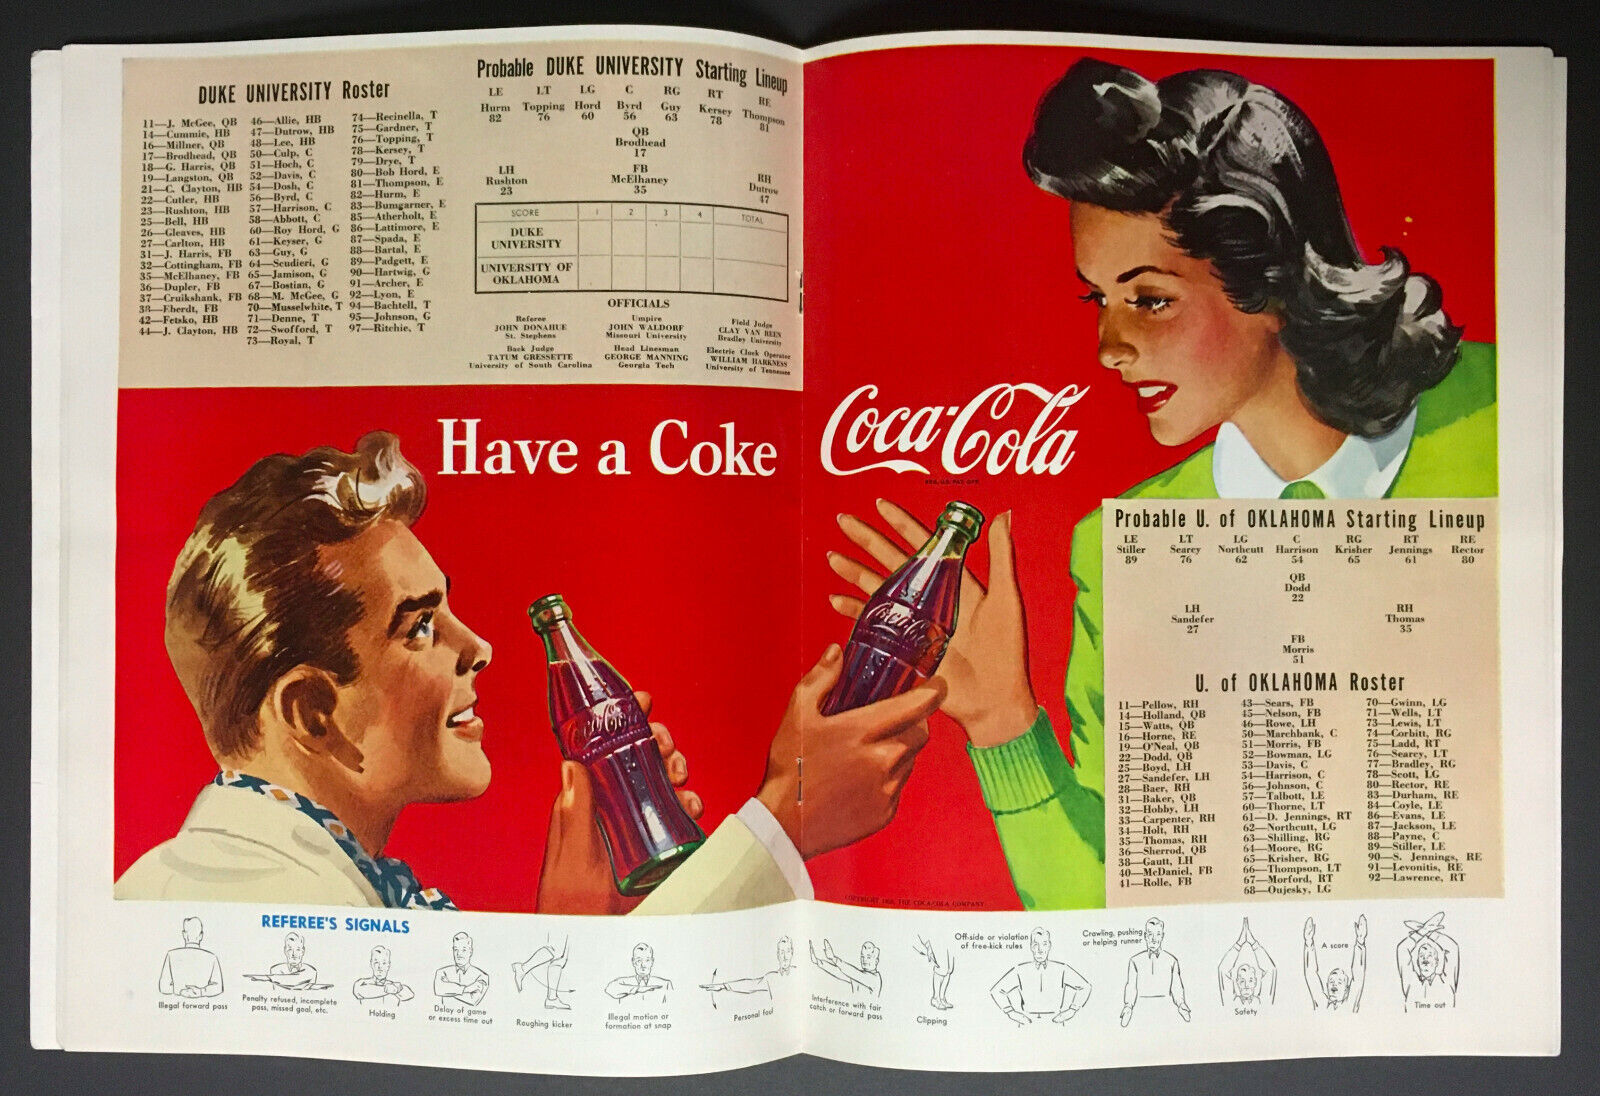 DUKE UNIVERSITY Roster
11—J. McGee, QB
14—Cummie, HB
16—Millner, QB
17—Brodhead, QB
18—G. Harris, QB
19—Langston, QB
21—C. Clayton, HB
22—Cutler, HB
23—Rushton, HB
25—Bell, HB
26—Gleaves, HB
27—Carlton, HB
31—J. Harris, FB
32—Cottingham, FB
35—McElhaney, FB
36—Dupler, FB
37—Cruikshank, FB
38—Eberdt, FB
42—Fetsko, HB
44—J. Clayton, HB
46—Allie, HB
47—Dutrow, HB
48—Lee, HB
50—Culp, C
51—Hoch, C
52—Davis, C
54—Dosh, C
56—Byrd, C
57—Harrison, C
58—Abbott, C
60—Roy Hord, G
61—Keyser, G
63—Guy, G
64—Scudieri, G
65—Jamison, G
67—Bostian, G
68—M. McGee, G
70—Musselwhite, T
71—Denne, T
72—Swofford, T
73—Royal, T
74—Recinella, T
75—Gardner, T
76—Topping, T
78—Kersey, T
79—Drye, T
80—Bob Hord, E
81—Thompson, E
82—Hurm, E
83—Bumgarner, E
85—Atherholt, E
86—Lattimore, E
87—Spada, E
88—Bartal, E
89—Padgett, E
90—Hartwig, G
91—Archer, E
92—Lyon, E
94—Bachtell, T
95—Johnson, G
97—Ritchie, T
Probable DUKE UNIVERSITY Starting Lineup
LE LT LG C RG RT RE
Hurm Topping Hord Byrd Guy Kersey Thompson
82 76 60 56 63 78 81
QB
Brodhead
17
LH FB RH
Rushton McElhaney Dutrow
23 35 47
SCORE 1 2 3 4 TOTAL
DUKE
UNIVERSITY
UNIVERSITY OF
OKLAHOMA
OFFICIALS
Referee Umpire Field Judge
JOHN DONAHUE JOHN WALDORF CLAY VAN REEN
St. Stephens Missouri University Bradley University
Back Judge Head Linesman Electric Clock Operator
TATUM GRESSETTE GEORGE MANNING WILLIAM HARKNESS
University of South Carolina Georgia Tech University of Tennessee
Have a Coke
Coca-Cola
REG. U.S. PAT. OFF.
Coca-Cola
Coca-Cola
Probable U. of OKLAHOMA Starting Lineup
LE LT LG C RG RT RE
Stiller Searcy Northcutt Harrison Krisher Jennings Rector
89 76 62 54 65 61 80
QB
Dodd
22
LH RH
Sandefer Thomas
27 35
FB
Morris
51
U. of OKLAHOMA Roster
11—Pellow, RH
14—Holland, QB
15—Watts, QB
16—Horne, RE
19—O'Neal, QB
22—Dodd, QB
25—Boyd, LH
27—Sandefer, LH
28—Baer, RH
31—Baker, QB
32—Hobby, LH
33—Carpenter, RH
34—Holt, RH
35—Thomas, RH
36—Sherrod, QB
38—Gautt, LH
40—McDaniel, FB
41—Rolle, FB
43—Sears, FB
45—Nelson, FB
46—Rowe, LH
50—Marchbank, C
51—Morris, FB
52—Bowman, LG
53—Davis, C
54—Harrison, C
56—Johnson, C
57—Talbott, LE
60—Thorne, LT
61—D. Jennings, RT
62—Northcutt, LG
63—Shilling, RG
64—Moore, RG
65—Krisher, RG
66—Thompson, LT
67—Morford, RT
68—Oujesky, LG
70—Gwinn, LG
71—Wells, LT
73—Lewis, LT
74—Corbitt, RG
75—Ladd, RT
76—Searcy, LT
77—Bradley, RG
78—Scott, LG
80—Rector, RE
83—Durham, RE
84—Coyle, LE
86—Evans, LE
87—Jackson, LE
88—Payne, C
89—Stiller, LE
90—S. Jennings, RE
91—Levonitis, RE
92—Lawrence, RT
THE COCA-COLA COMPANY
REFEREE'S SIGNALS
Illegal forward pass
Penalty refused, incomplete
pass, missed goal, etc.
Holding
Delay of game
or excess time out
Roughing kicker
Illegal motion or
formation at snap
Personal foul
Interference with fair
catch or forward pass
Clipping
Off-side or violation
of free-kick rules
Crawling, pushing
or helping runner
Safety
A score
Time out